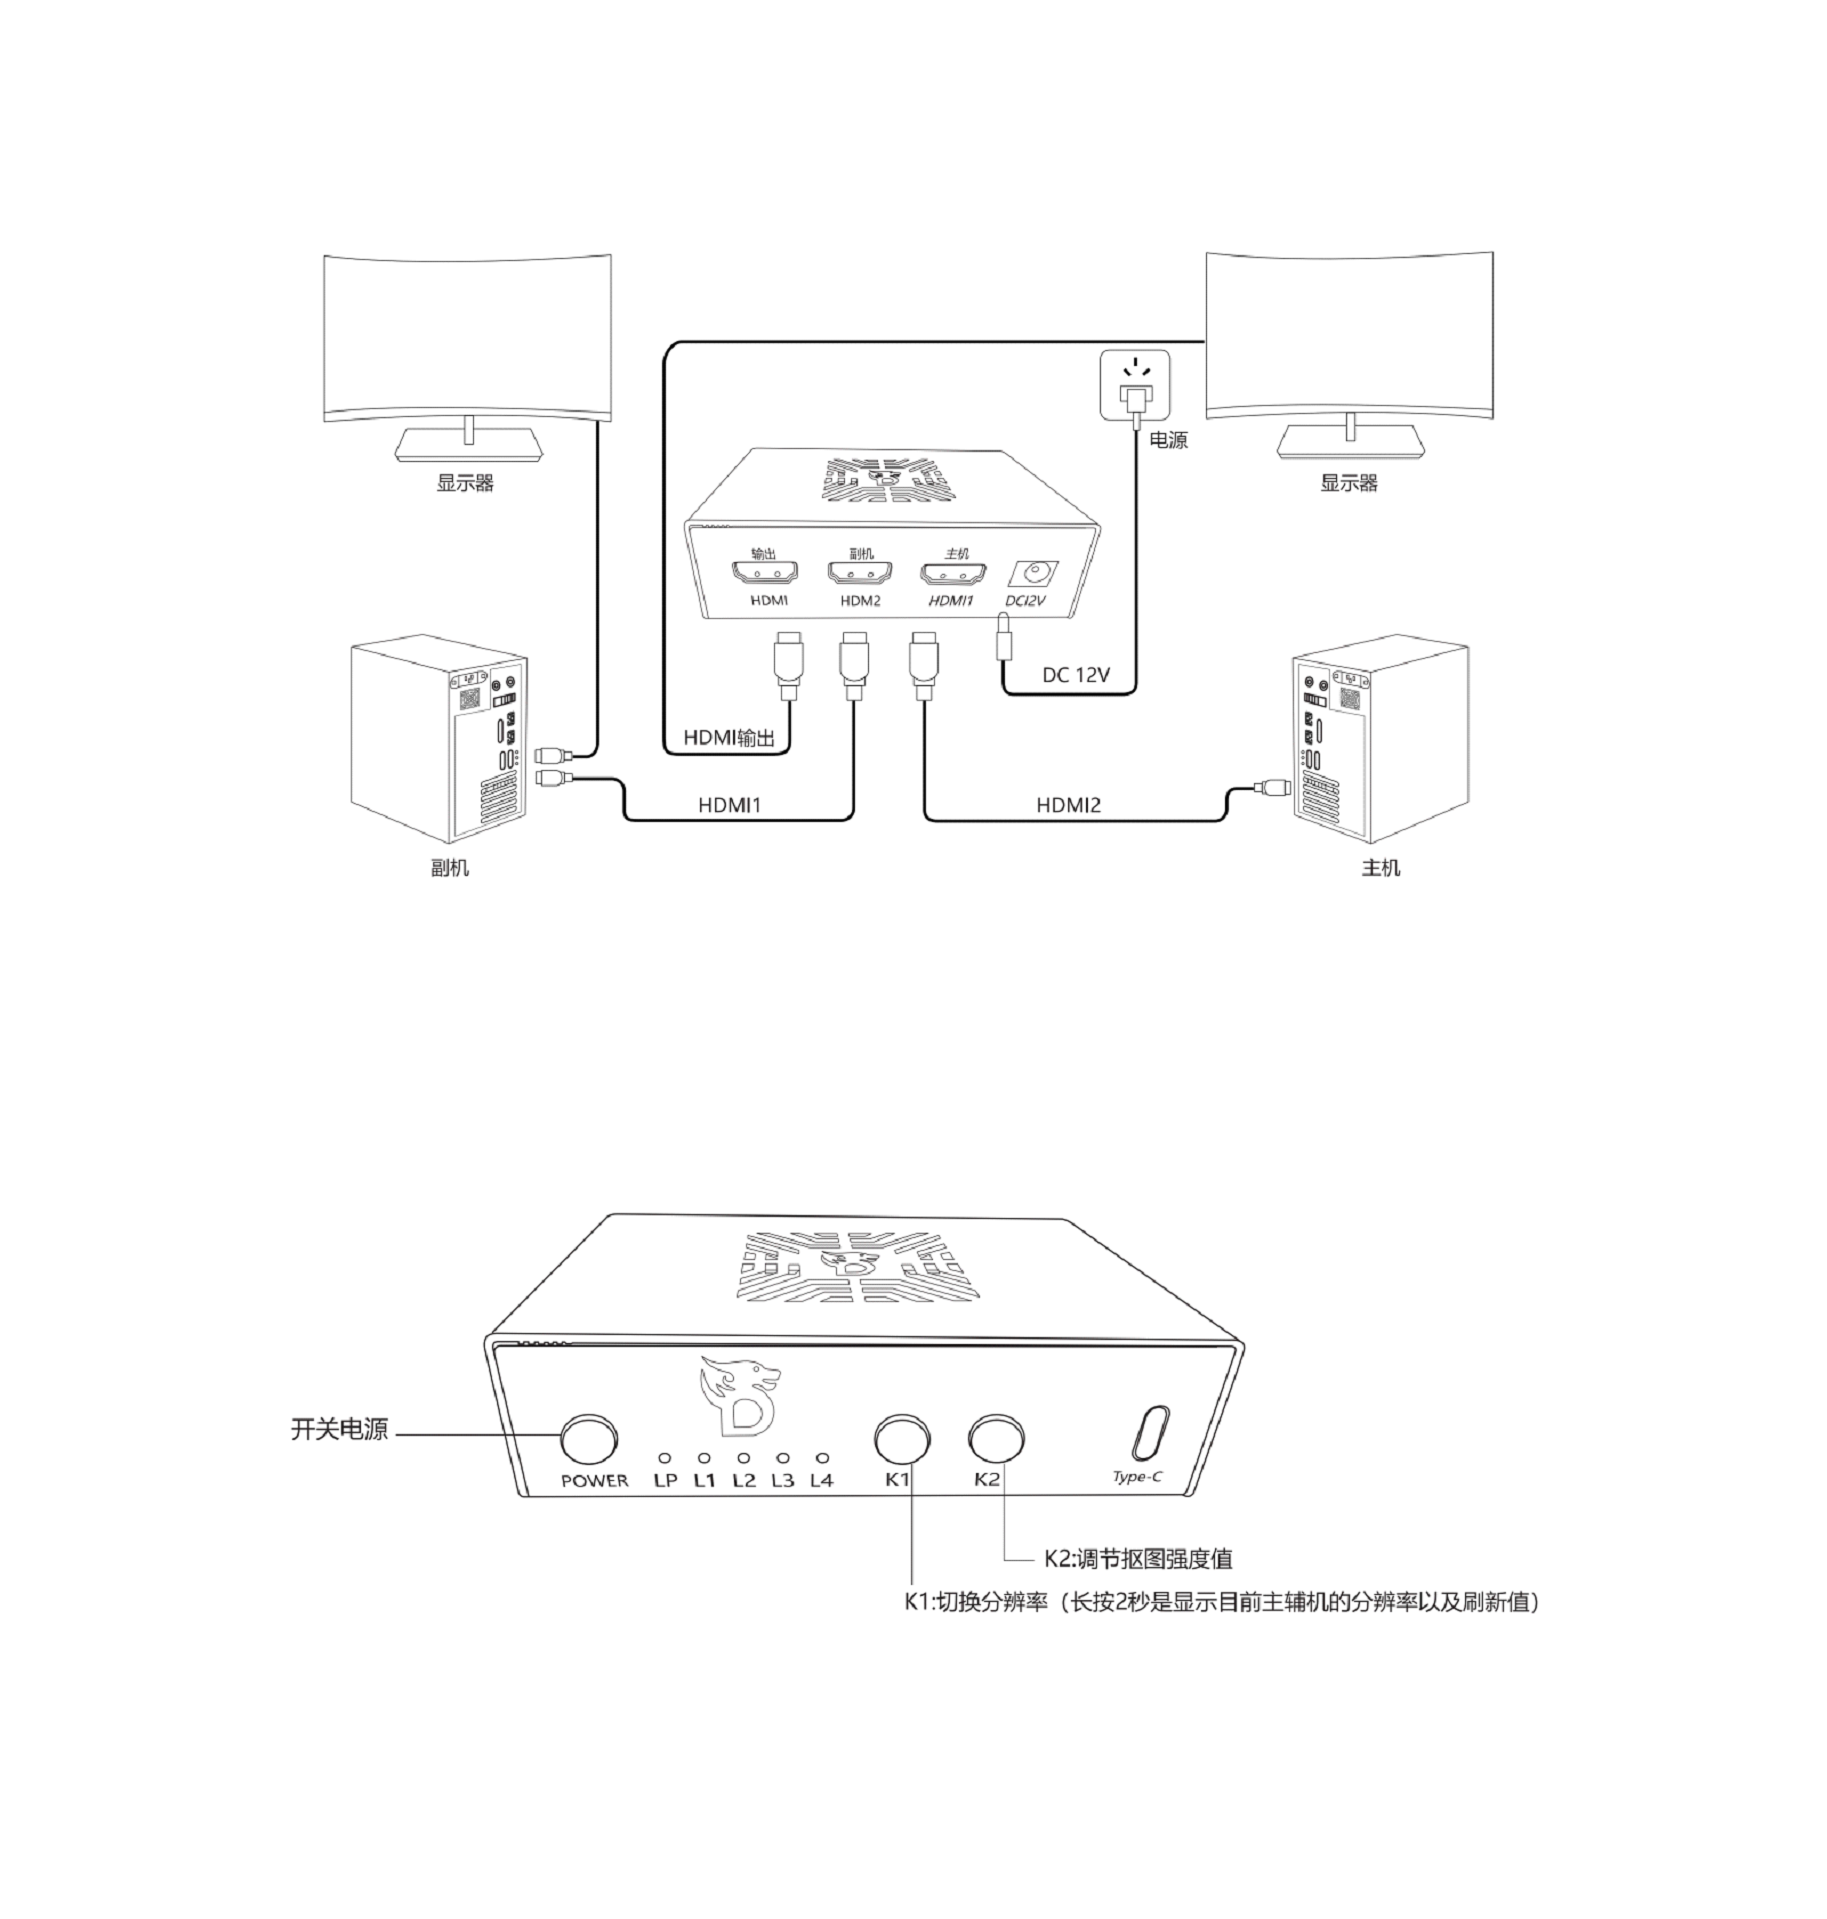 电源
显示器
显示器
输出
副机
主机
HDMI
HDM2
HDMI1
DC12V
DC 12V
HDMI输出
HDMI1
HDMI2
副机
主机
开关电源
POWER
LP
L1
L2
L3
L4
K1
K2
Type-C
K2:调节抠图强度值
K1:切换分辨率（长按2秒是显示目前主辅机的分辨率以及刷新值）